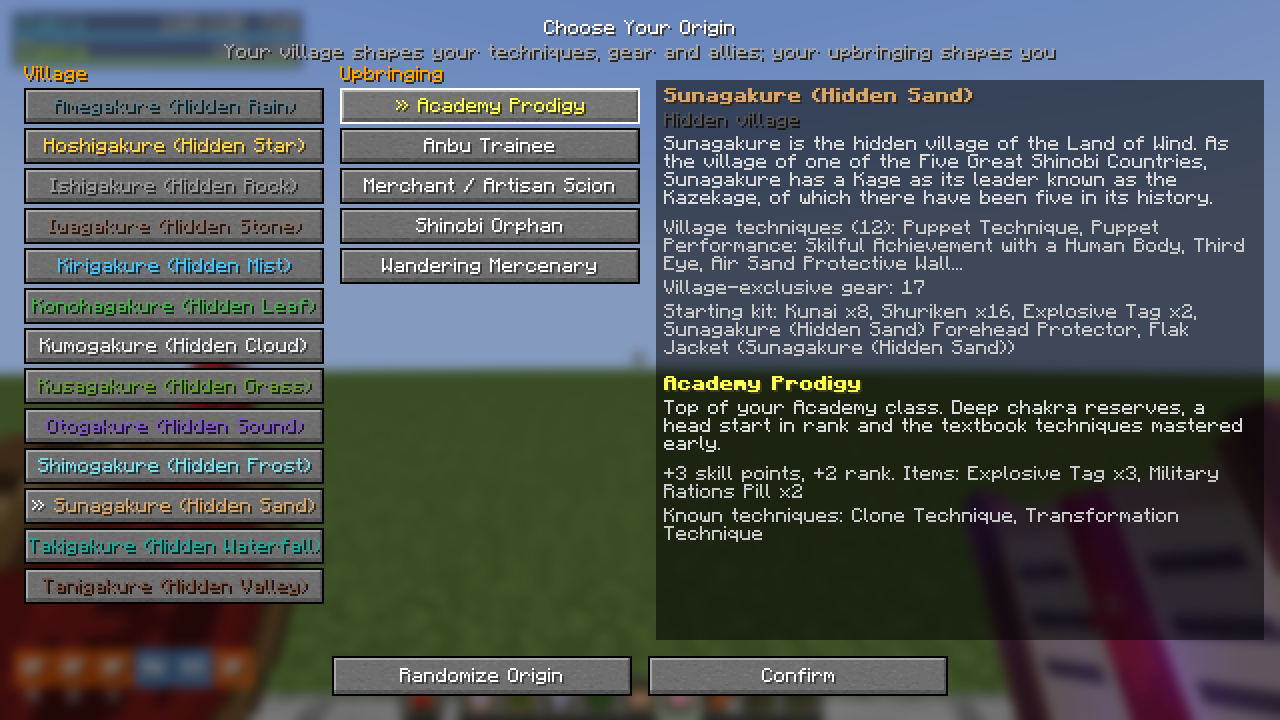 Choose Your Origin
Your village shapes your techniques, gear and allies; your upbringing shapes you
Village
Amegakure (Hidden Rain)
Hoshigakure (Hidden Star)
Ishigakure (Hidden Rock)
Iwagakure (Hidden Stone)
Kirigakure (Hidden Mist)
Konohagakure (Hidden Leaf)
Kumogakure (Hidden Cloud)
Kusagakure (Hidden Grass)
Otogakure (Hidden Sound)
Shimogakure (Hidden Frost)
» Sunagakure (Hidden Sand)
Takigakure (Hidden Waterfall)
Tanigakure (Hidden Valley)
Upbringing
» Academy Prodigy
Anbu Trainee
Merchant / Artisan Scion
Shinobi Orphan
Wandering Mercenary
Sunagakure (Hidden Sand)
Hidden village
Sunagakure is the hidden village of the Land of Wind. As
the village of one of the Five Great Shinobi Countries,
Sunagakure has a Kage as its leader known as the
Kazekage, of which there have been five in its history.
Village techniques (12): Puppet Technique, Puppet
Performance: Skilful Achievement with a Human Body, Third
Eye, Air Sand Protective Wall...
Village-exclusive gear: 17
Starting kit: Kunai x8, Shuriken x16, Explosive Tag x2,
Sunagakure (Hidden Sand) Forehead Protector, Flak
Jacket (Sunagakure (Hidden Sand))
Academy Prodigy
Top of your Academy class. Deep chakra reserves, a
head start in rank and the textbook techniques mastered
early.
+3 skill points, +2 rank. Items: Explosive Tag x3, Military
Rations Pill x2
Known techniques: Clone Technique, Transformation
Technique
Randomize Origin
Confirm